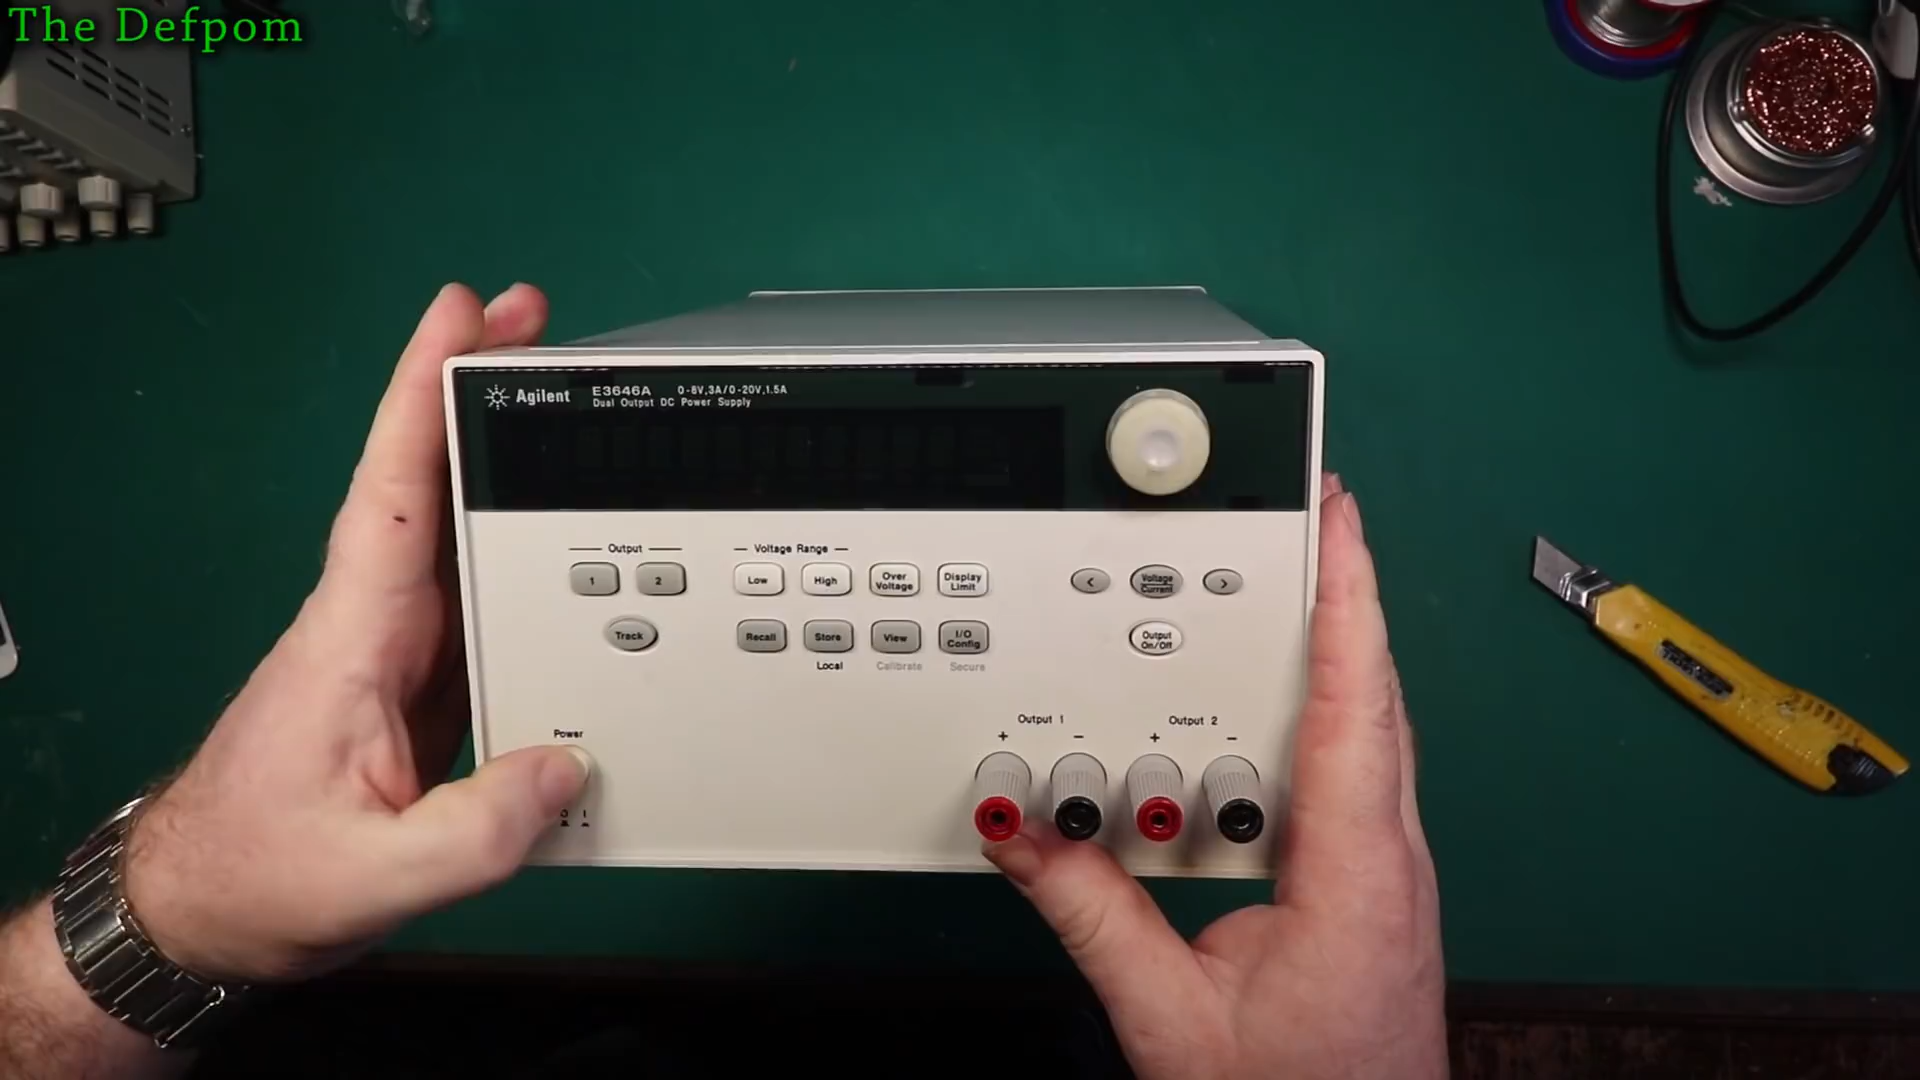 The Defpom
Agilent
E3646A 0-8V,3A/0-20V,1.5A
Dual Output DC Power Supply
Output
1 2
Track
Voltage Range
Low High Over Voltage Display Limit
Recall Store View I/O Config
Local Calibrate Secure
< Voltage Current >
Output On/Off
Power
Output 1 Output 2
+ - + -